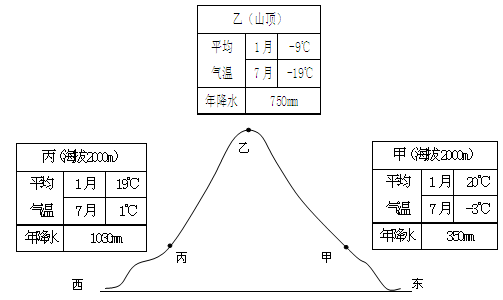 乙（山顶）
平均 1月 -9℃
气温 7月 -19℃
年降水 750mm
乙
丙(海拔2000m)
平均 1月 19℃
气温 7月 1℃
年降水 1030mm
甲(海拔2000m)
平均 1月 20℃
气温 7月 -3℃
年降水 350mm
丙
甲
西
东